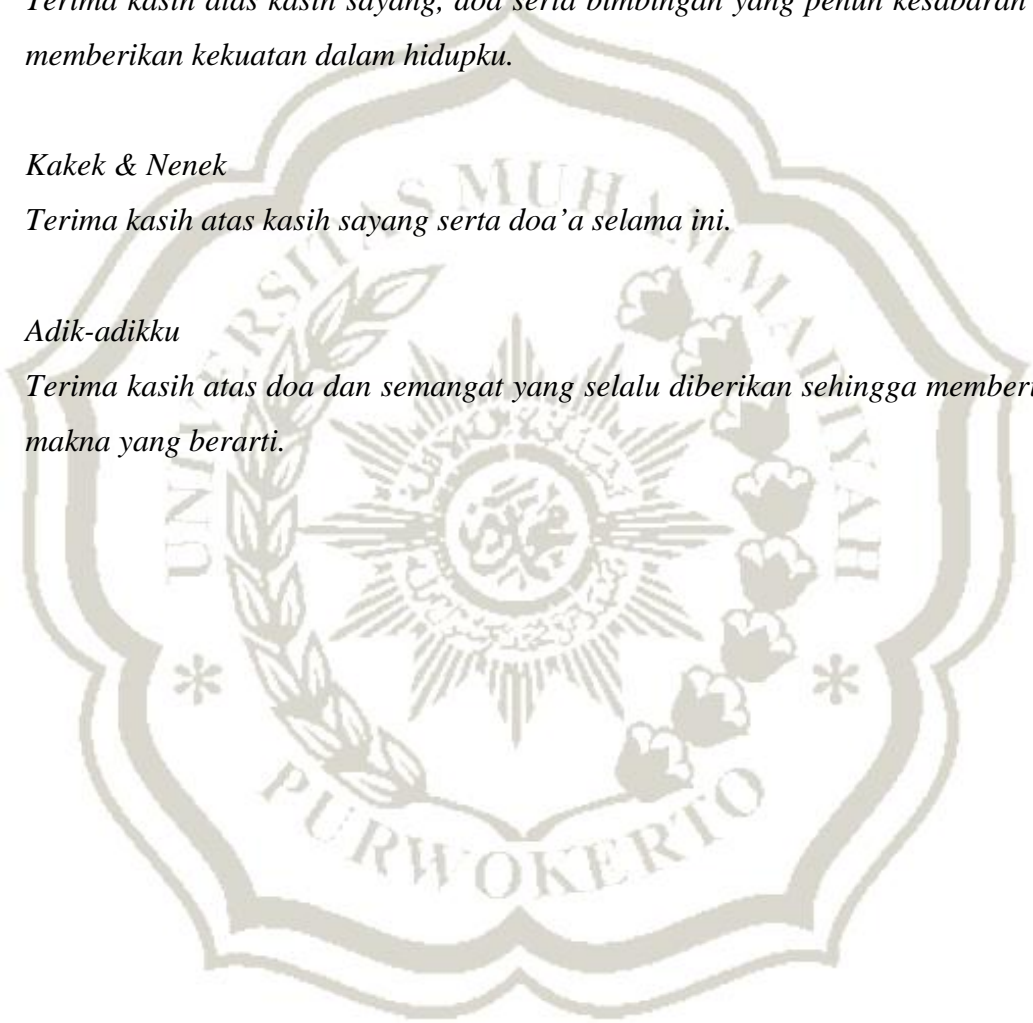 Terima kasih atas kasih sayang, doa serta bimbingan yang penuh kesabaran
memberikan kekuatan dalam hidupku.
Kakek & Nenek
Terima kasih atas kasih sayang serta doa’a selama ini.
Adik-adikku
Terima kasih atas doa dan semangat yang selalu diberikan sehingga
makna yang berarti.
UNIVERSITAS MUHAMMADIYAH
PURWOKERTO